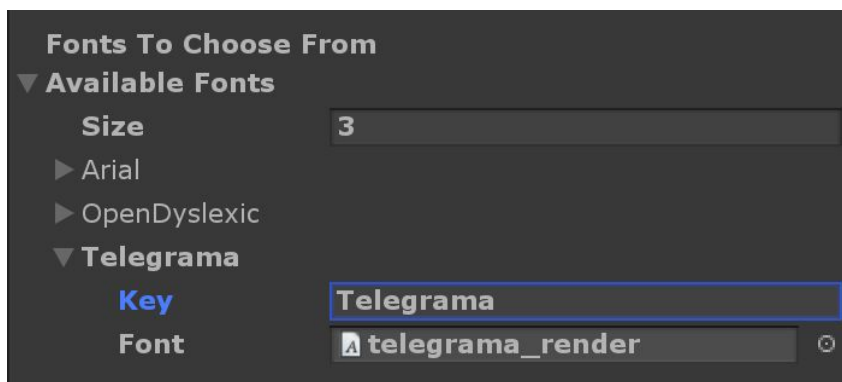 Fonts To Choose From
Available Fonts
Size 3
Arial
OpenDyslexic
Telegrama
Key Telegrama
Font telegrama_render